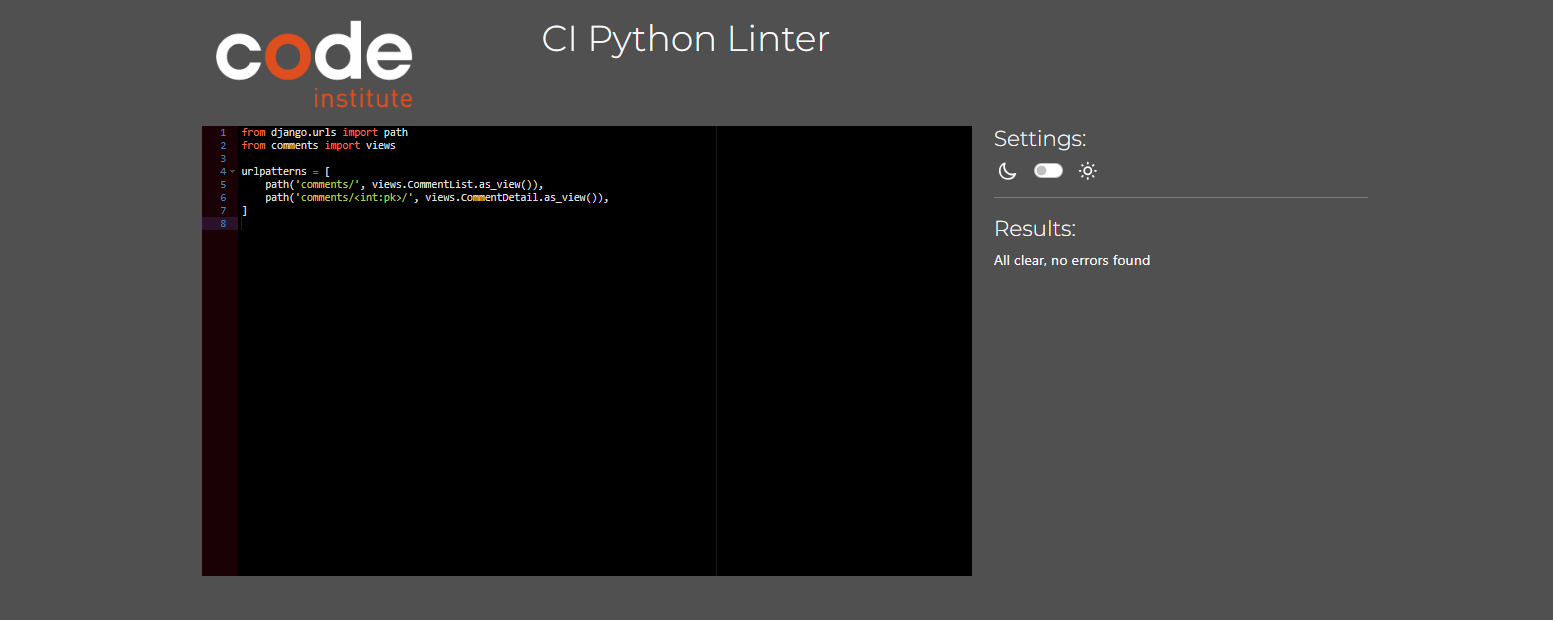 code
institute
CI Python Linter
1 from django.urls import path
2 from comments import views
3
4 urlpatterns = [
5     path('comments/', views.CommentList.as_view()),
6     path('comments/<int:pk>/', views.CommentDetail.as_view()),
7 ]
8
Settings:
Results:
All clear, no errors found